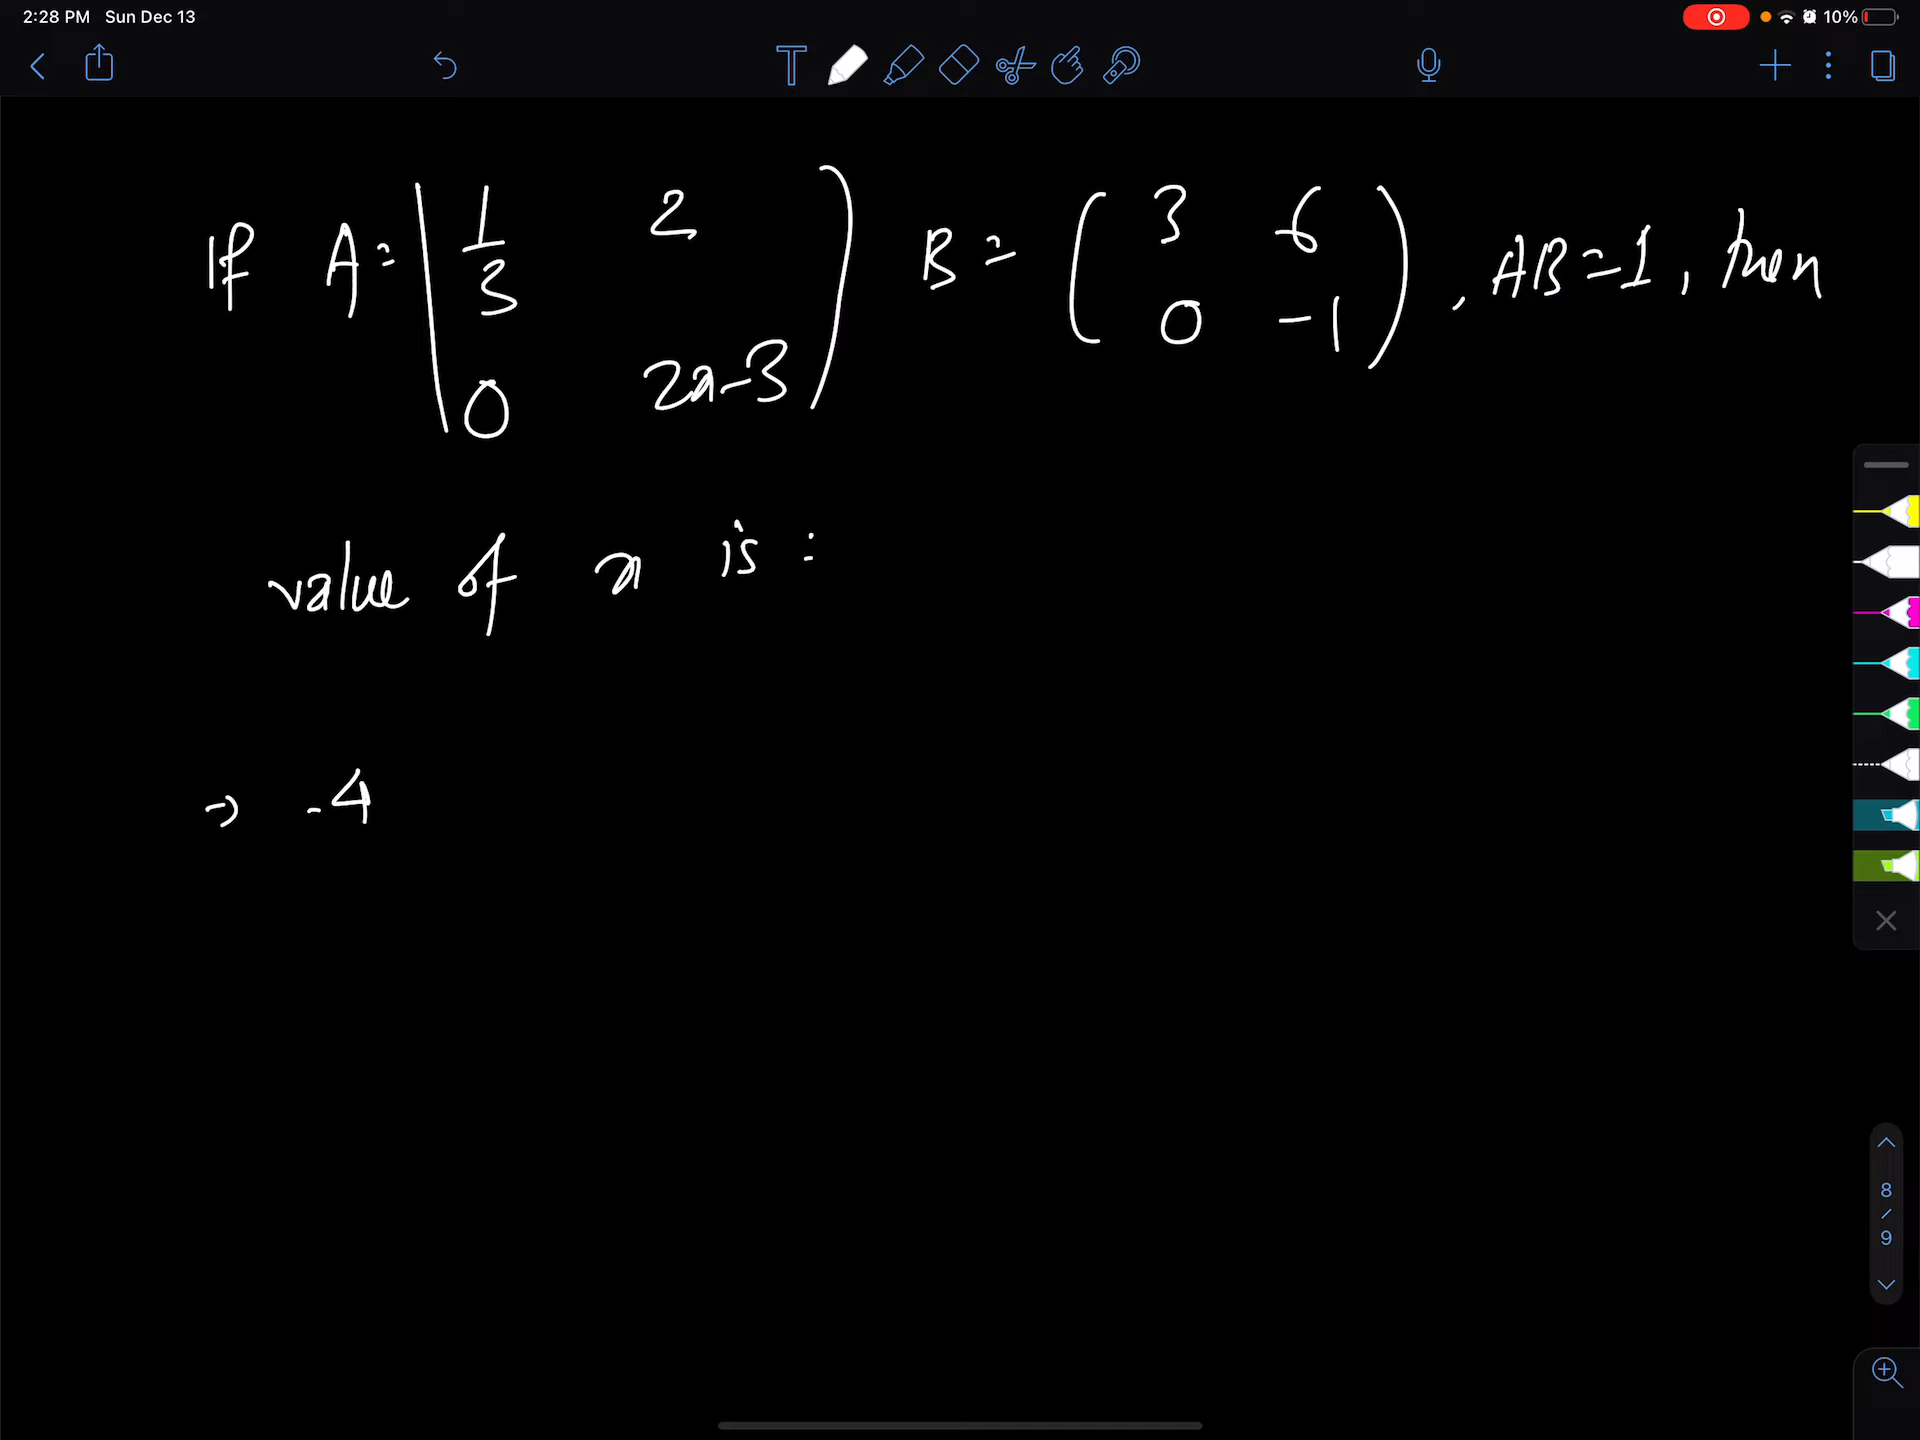 2:28 PM Sun Dec 13
10%
If A = ( 1/3 2 0 2x-3 ) B = ( 3 6 0 -1 ) , AB = I , then
value of x is :
⇒ -4
8
/
9